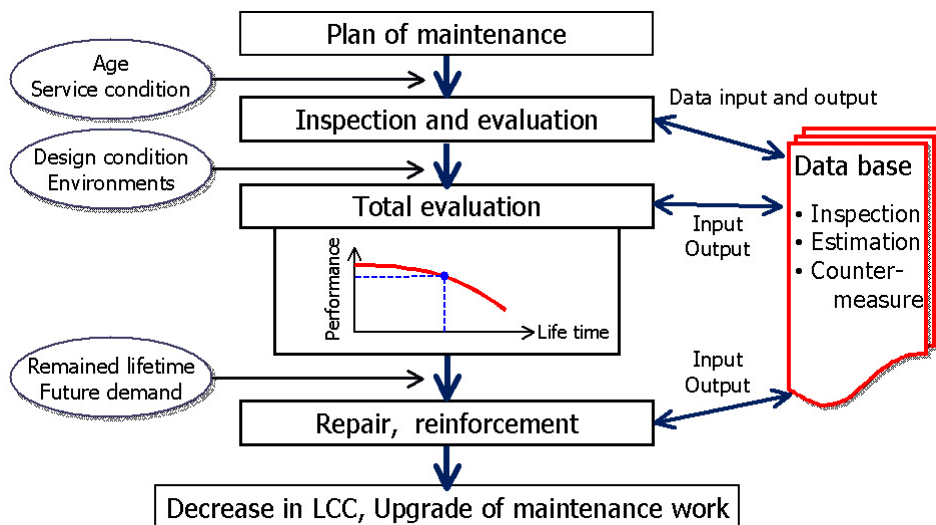 Plan of maintenance
Age
Service condition
Inspection and evaluation
Data input and output
Design condition
Environments
Total evaluation
Input
Output
Data base
• Inspection
• Estimation
• Counter-
measure
Performance
Life time
Remained lifetime
Future demand
Input
Output
Repair, reinforcement
Decrease in LCC, Upgrade of maintenance work